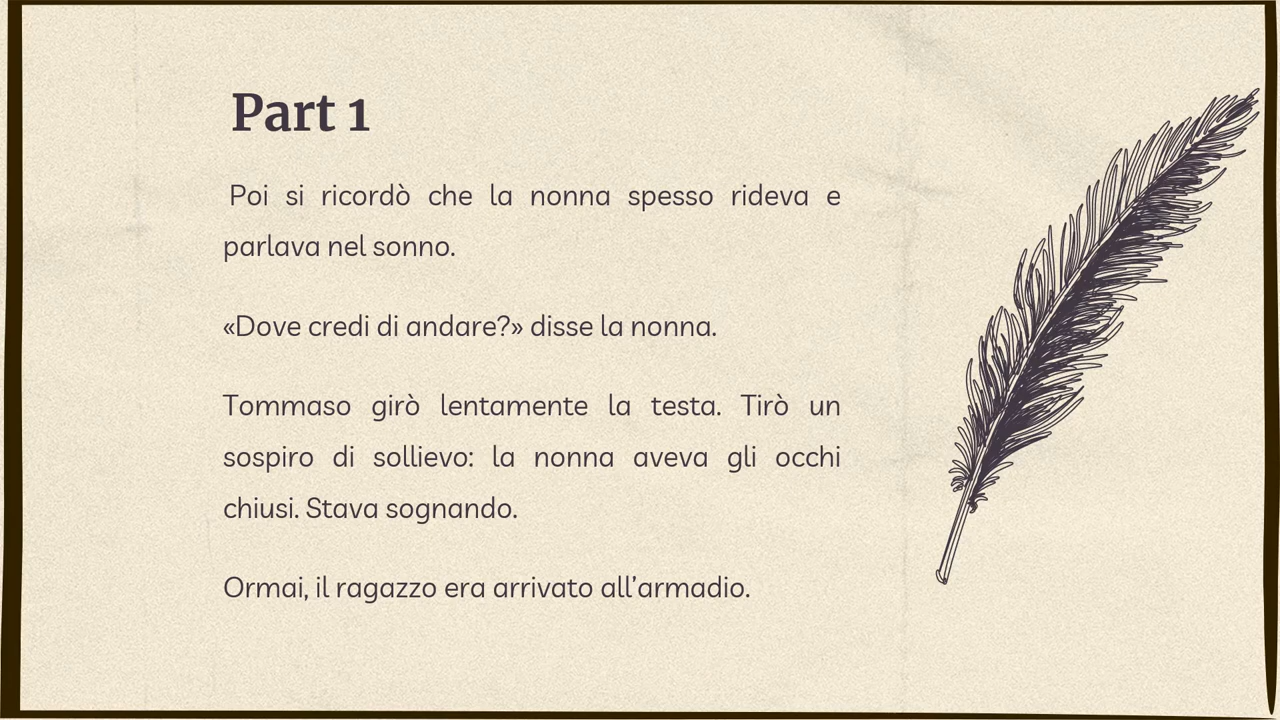 Part 1
Poi si ricordò che la nonna spesso rideva e
parlava nel sonno.
«Dove credi di andare?» disse la nonna.
Tommaso girò lentamente la testa. Tirò un
sospiro di sollievo: la nonna aveva gli occhi
chiusi. Stava sognando.
Ormai, il ragazzo era arrivato all’armadio.